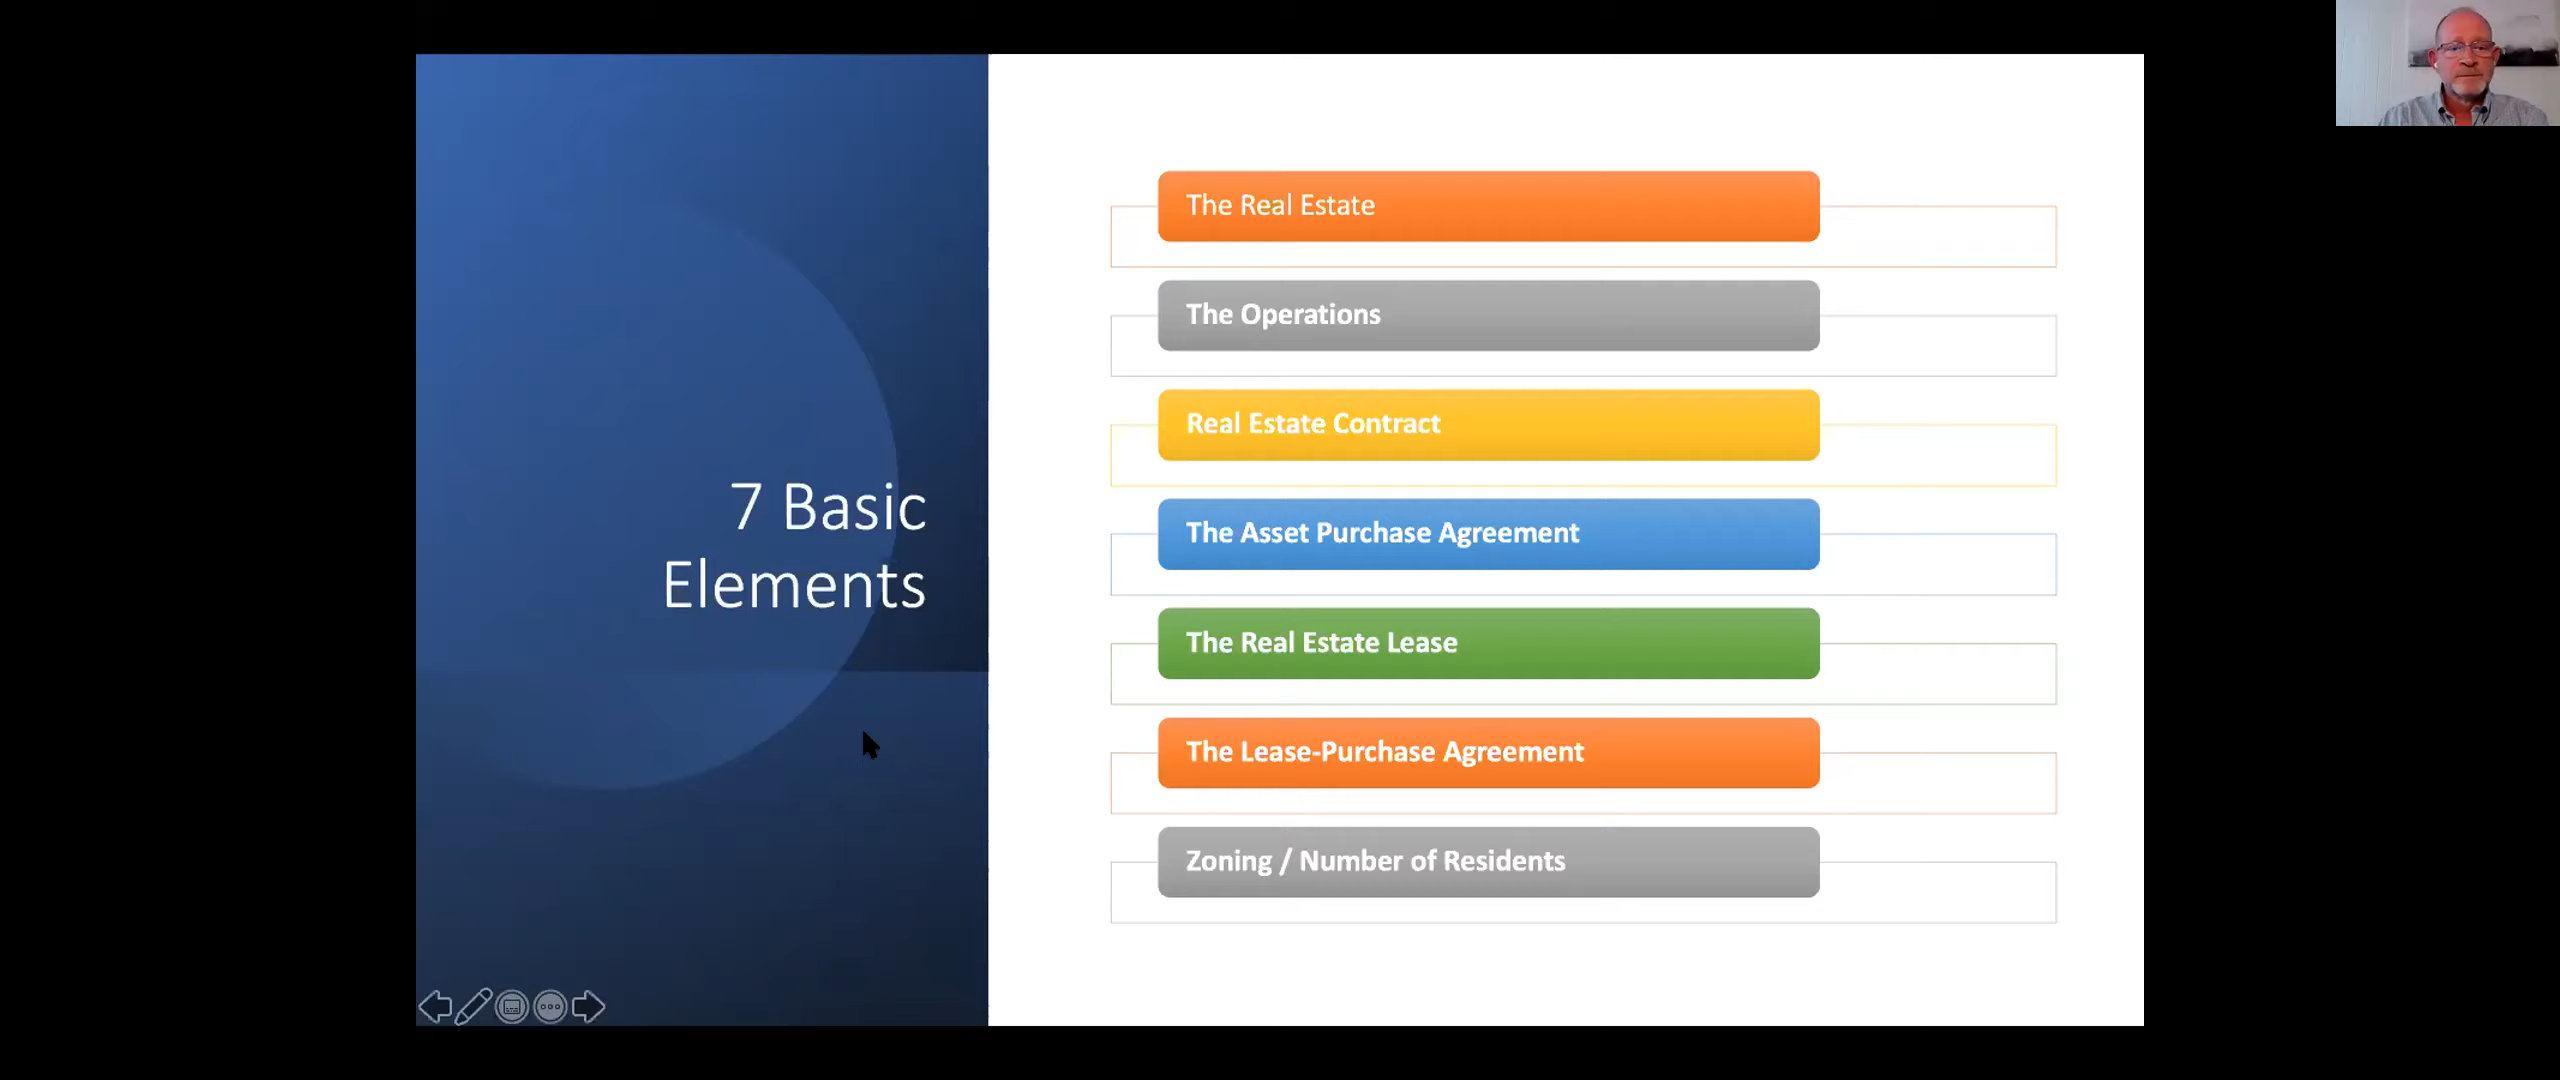 7 Basic
Elements
The Real Estate
The Operations
Real Estate Contract
The Asset Purchase Agreement
The Real Estate Lease
The Lease-Purchase Agreement
Zoning / Number of Residents